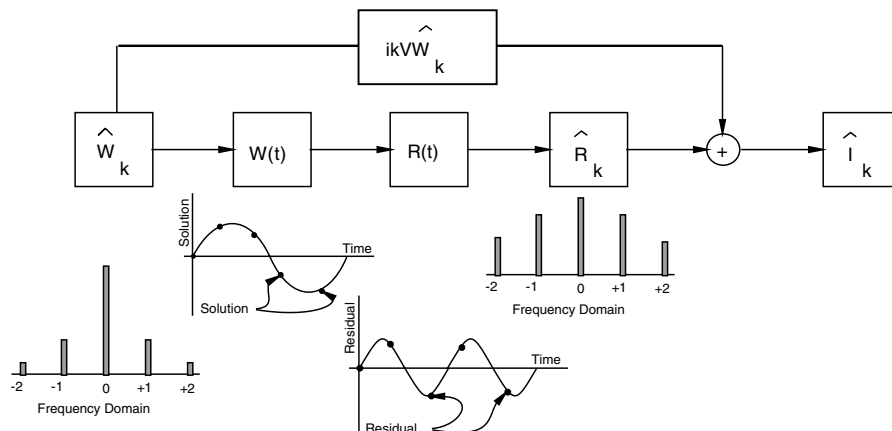 ikVŴ k
Ŵ k
W(t)
R(t)
R̂ k
+
Î k
Solution
Time
Solution
-2 -1 0 +1 +2
Frequency Domain
Residual
Time
Residual
-2 -1 0 +1 +2
Frequency Domain